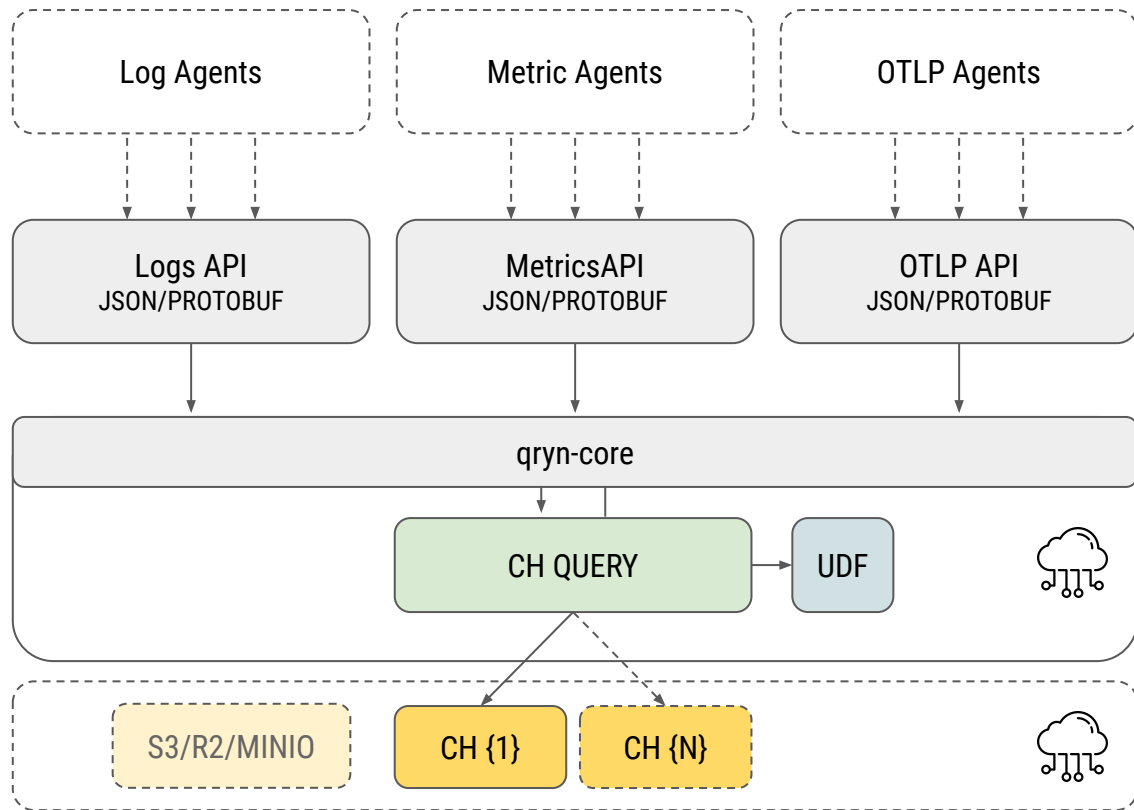 Log Agents
Metric Agents
OTLP Agents
Logs API
JSON/PROTOBUF
MetricsAPI
JSON/PROTOBUF
OTLP API
JSON/PROTOBUF
qryn-core
CH QUERY
UDF
S3/R2/MINIO
CH {1}
CH {N}